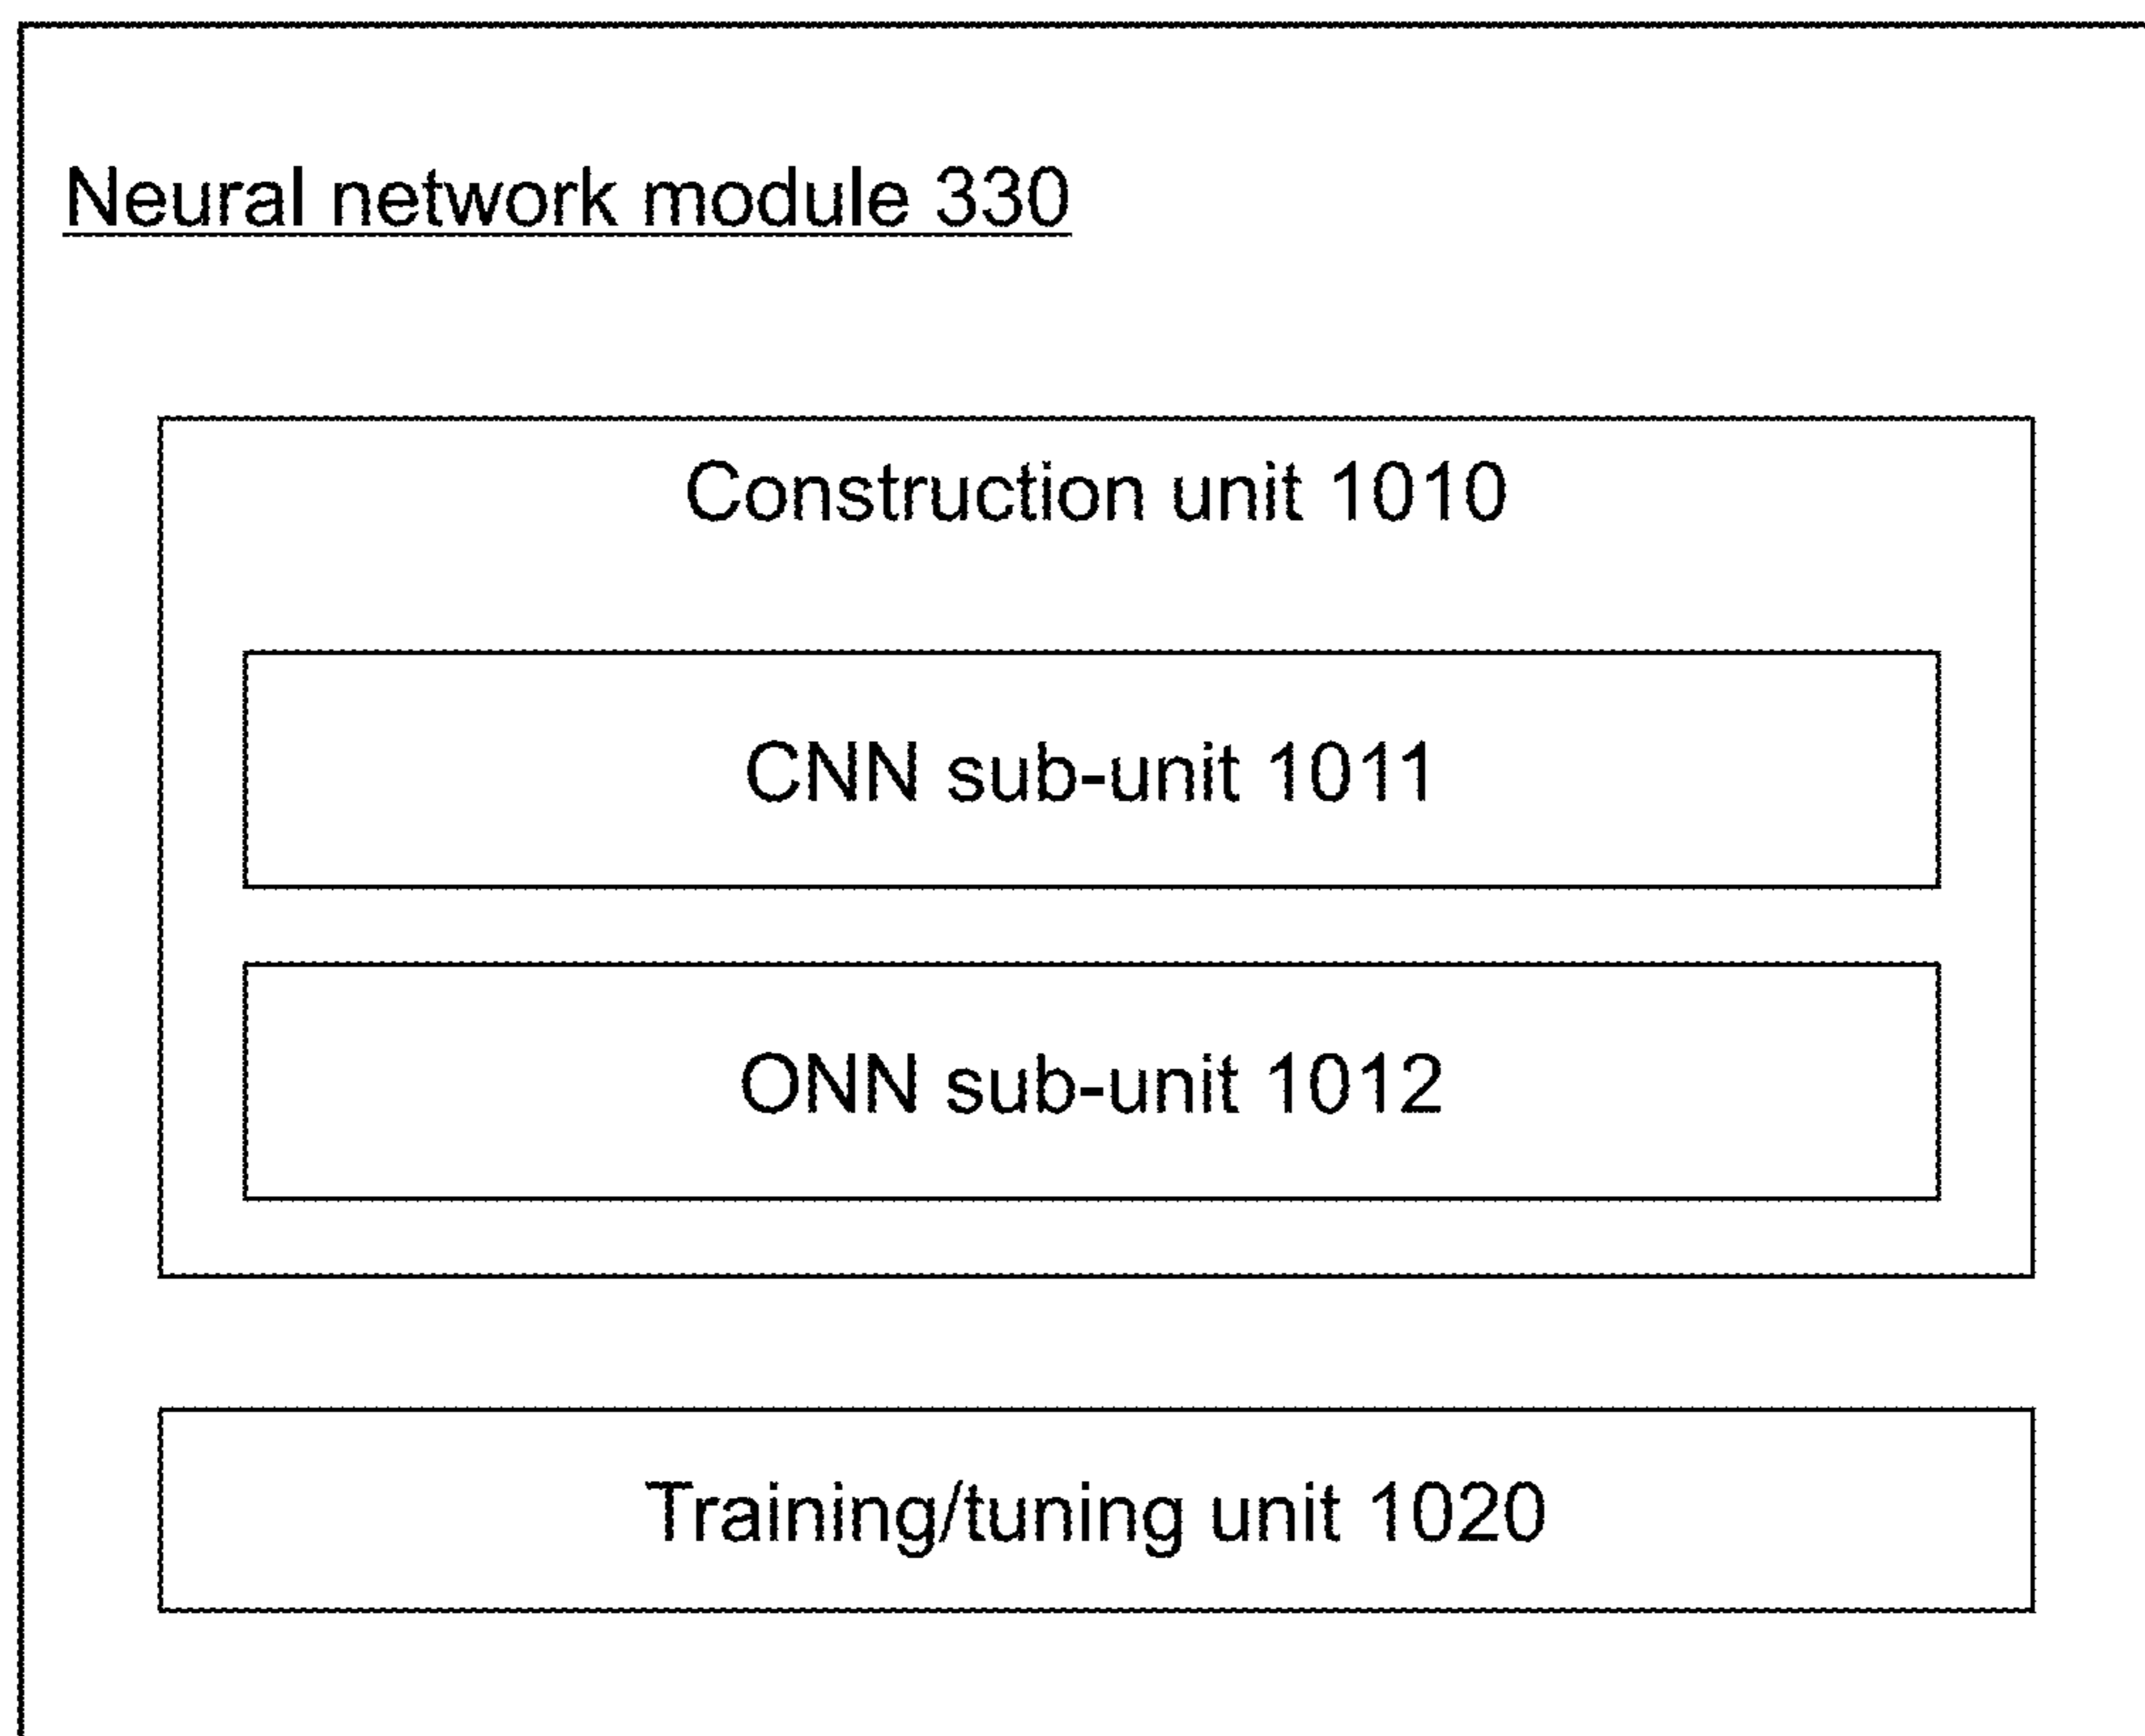 Neural network module 330
Construction unit 1010
CNN sub-unit 1011
ONN sub-unit 1012
Training/tuning unit 1020